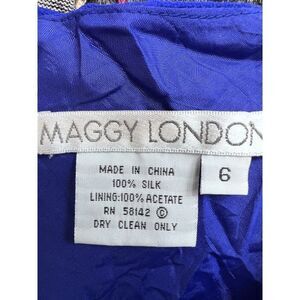 MAGGY LONDON
6
MADE IN CHINA
100% SILK
LINING:100% ACETATE
RN 58142 ©
DRY CLEAN ONLY